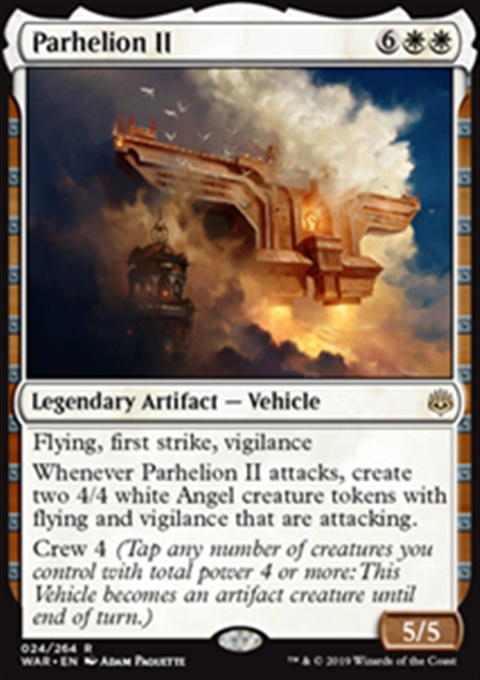 Parhelion II 6
Legendary Artifact — Vehicle
Flying, first strike, vigilance
Whenever Parhelion II attacks, create
two 4/4 white Angel creature tokens with
flying and vigilance that are attacking.
Crew 4 (Tap any number of creatures you
control with total power 4 or more: This
Vehicle becomes an artifact creature until
end of turn.)
5/5
024/264 R
WAR • EN Adam Paquette
™ & © 2019 Wizards of the Coast